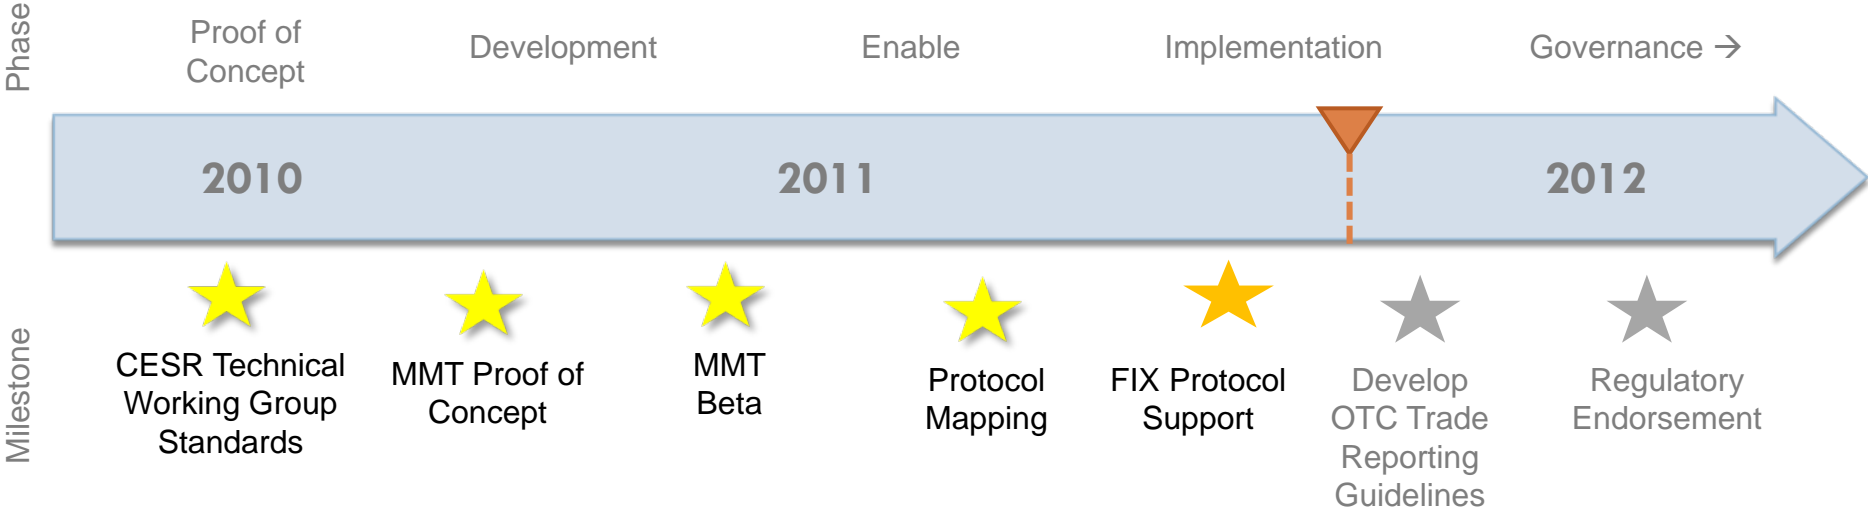 Phase
Proof of
Concept
Development
Enable
Implementation
Governance →
2010
2011
2012
Milestone
CESR Technical
Working Group
Standards
MMT Proof of
Concept
MMT
Beta
Protocol
Mapping
FIX Protocol
Support
Develop
OTC Trade
Reporting
Guidelines
Regulatory
Endorsement